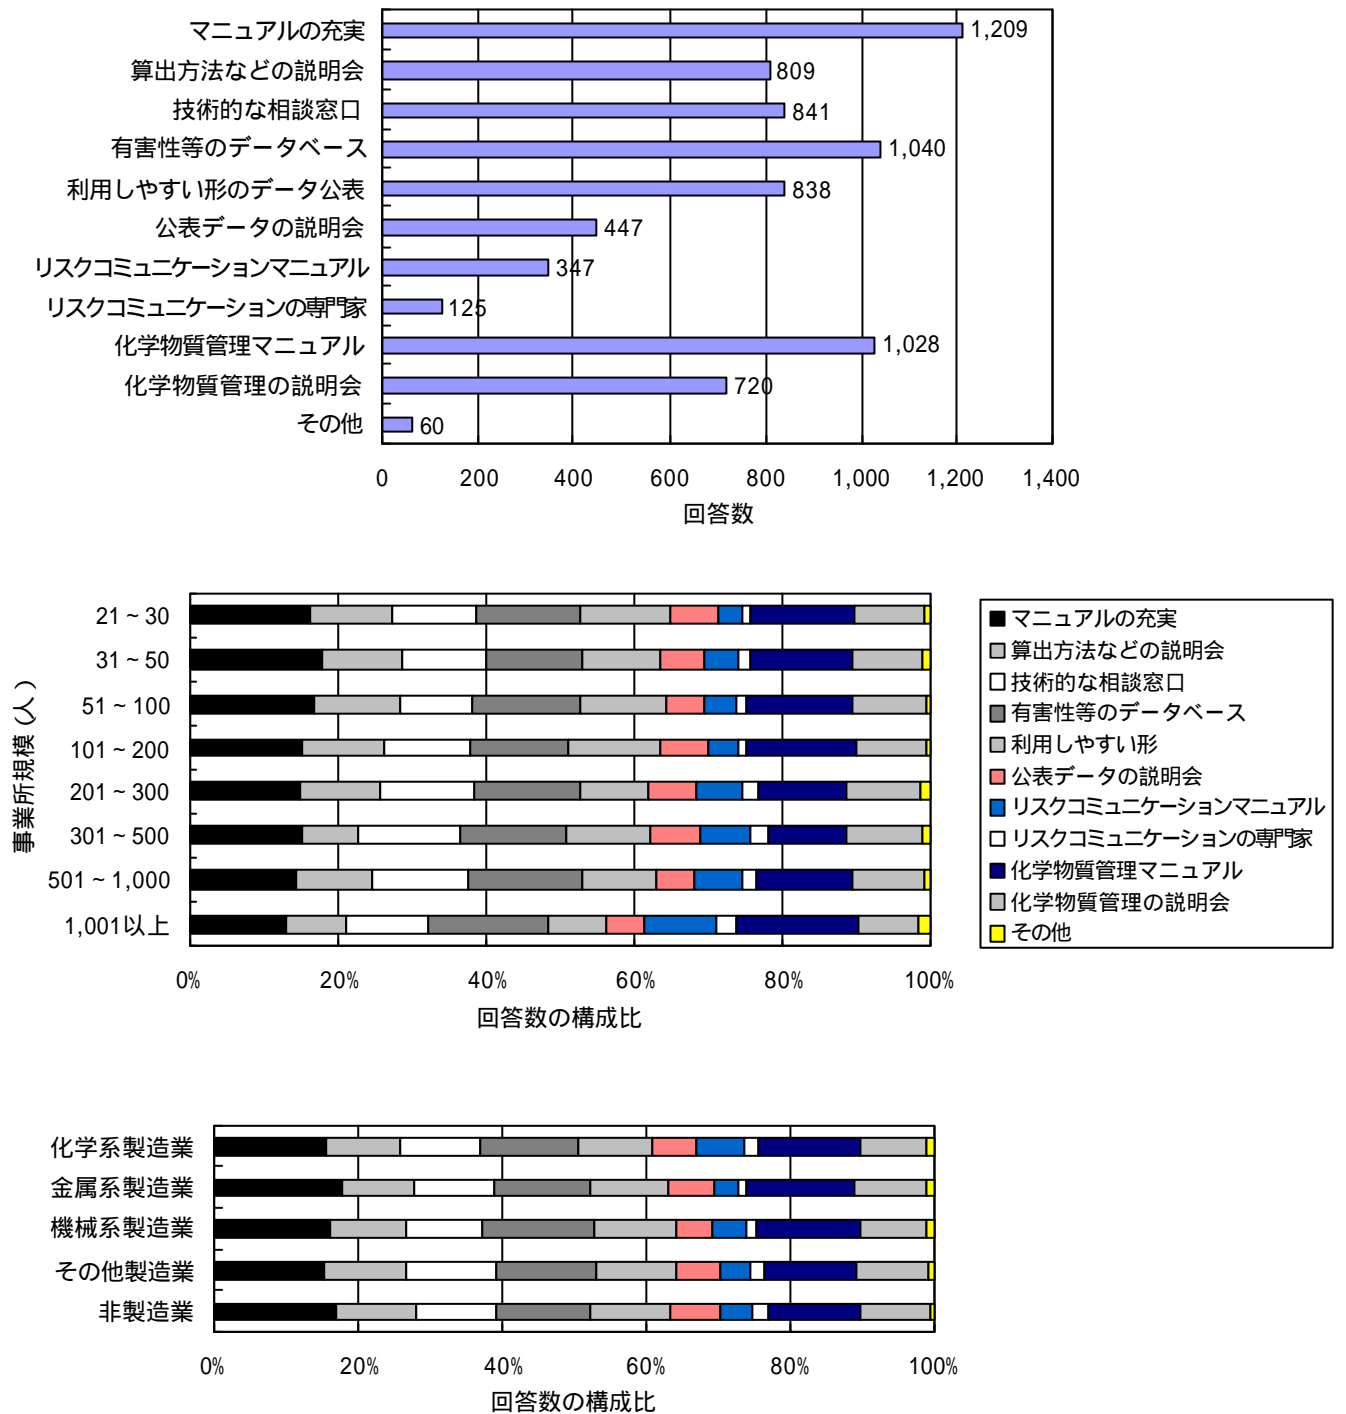 マニュアルの充実 1,209
算出方法などの説明会 809
技術的な相談窓口 841
有害性等のデータベース 1,040
利用しやすい形のデータ公表 838
公表データの説明会 447
リスクコミュニケーションマニュアル 347
リスクコミュニケーションの専門家 125
化学物質管理マニュアル 1,028
化学物質管理の説明会 720
その他 60
0 200 400 600 800 1,000 1,200 1,400
回答数
事業所規模(人)
21~30
31~50
51~100
101~200
201~300
301~500
501~1,000
1,001以上
0% 20% 40% 60% 80% 100%
回答数の構成比
マニュアルの充実
算出方法などの説明会
技術的な相談窓口
有害性等のデータベース
利用しやすい形
公表データの説明会
リスクコミュニケーションマニュアル
リスクコミュニケーションの専門家
化学物質管理マニュアル
化学物質管理の説明会
その他
化学系製造業
金属系製造業
機械系製造業
その他製造業
非製造業
0% 20% 40% 60% 80% 100%
回答数の構成比